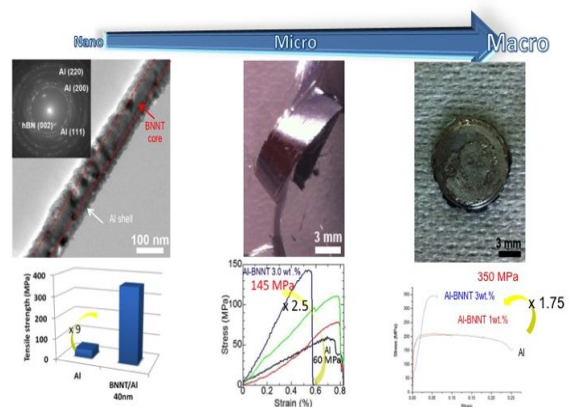 Nano
Micro
Macro
Al (220)
Al (200)
hBN (002)
Al (111)
BNNT
core
Al shell
100 nm
3 mm
3 mm
Tensile strength (MPa)
400
300
200
100
0
x 9
Al
BNNT/Al
40nm
Stress (MPa)
150
100
50
0
Al-BNNT 3.0 wt.%
145 MPa
x 2.5
Al
60 MPa
0.0
0.2
0.4
0.6
0.8
Strain (%)
350 MPa
Al-BNNT 3wt.%
x 1.75
Al-BNNT 1wt.%
Al
Stress (MPa)